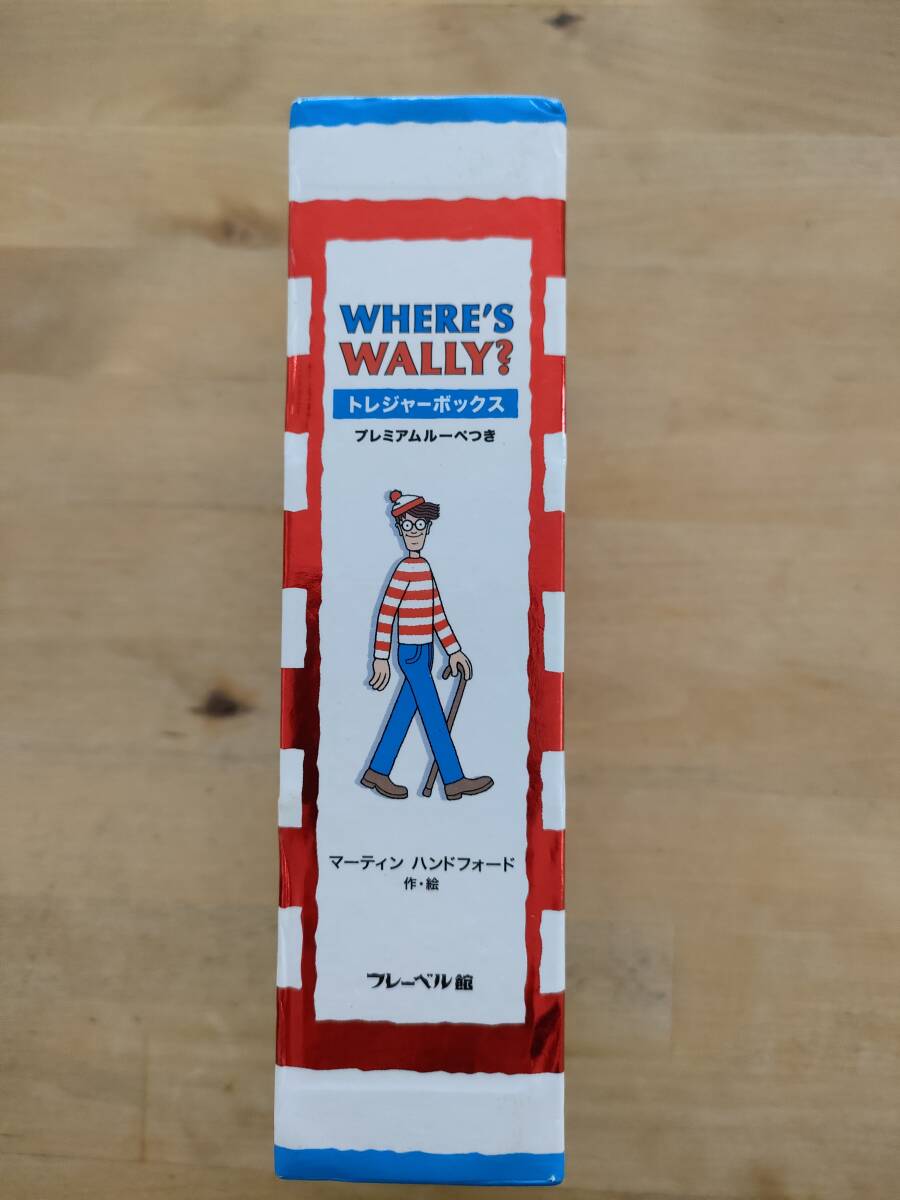 WHERE'S
WALLY?
トレジャーボックス
プレミアムルーペつき
マーティン ハンドフォード
作・絵
フレーベル館